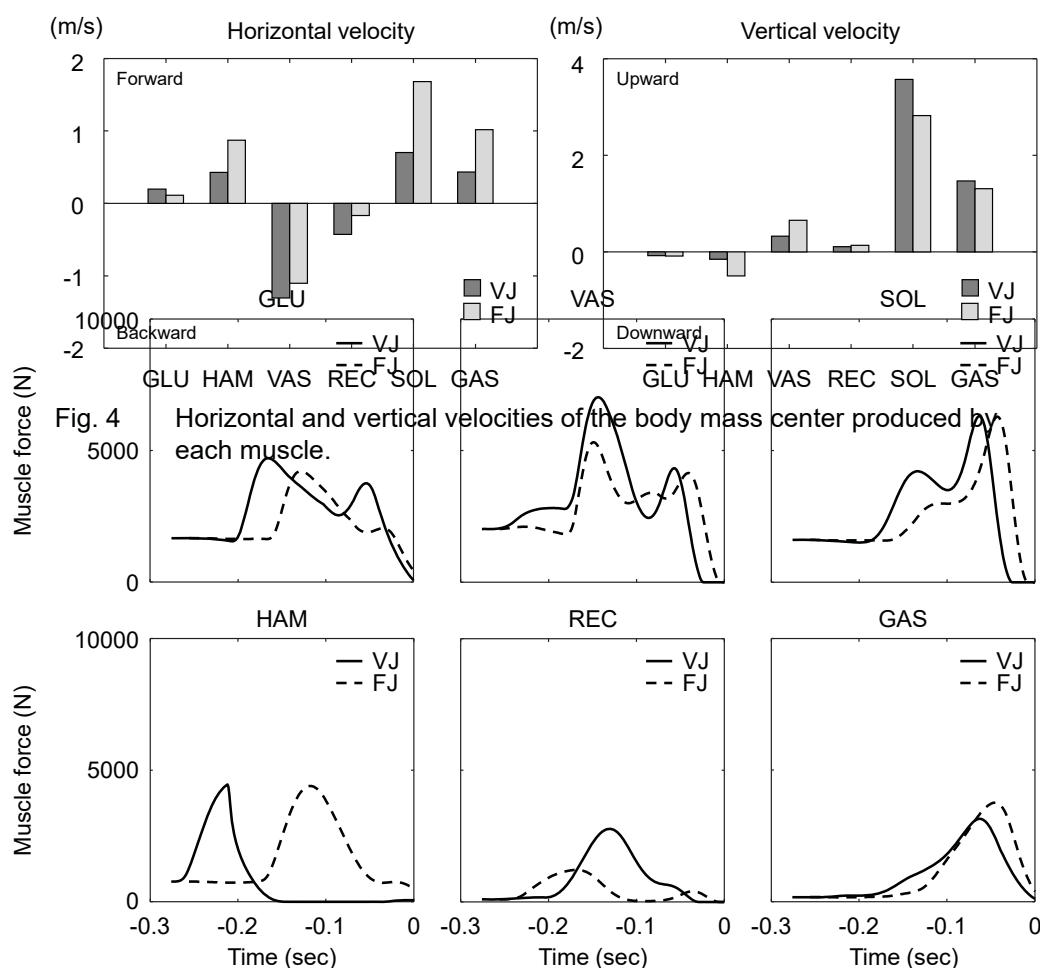 (m/s) Horizontal velocity (m/s) Vertical velocity
2 4
Forward Upward
1 2
0 0
-1
VJ VJ
FJ FJ
-2 -2
Backward Downward
GLU HAM VAS REC SOL GAS GLU HAM VAS REC SOL GAS
Fig. 4 Horizontal and vertical velocities of the body mass center produced by
each muscle.
GLU VAS SOL
10000
VJ VJ
FJ FJ
Muscle force (N)
5000
0
HAM REC GAS
10000
VJ VJ VJ
FJ FJ FJ
Muscle force (N)
5000
0
-0.3 -0.2 -0.1 0 -0.3 -0.2 -0.1 0 -0.3 -0.2 -0.1 0
Time (sec) Time (sec) Time (sec)